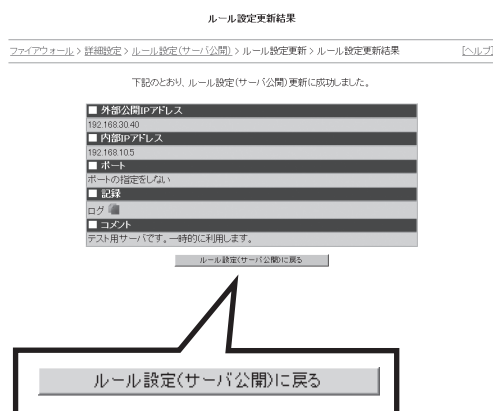 ルール設定更新結果
ファイアウォール > 詳細設定 > ルール設定(サーバ公開) > ルール設定更新 > ルール設定更新結果 [ヘルプ]
下記のとおり、ルール設定(サーバ公開)更新に成功しました。
■ 外部公開IPアドレス
192.168.30.40
■ 内部IPアドレス
192.168.10.5
■ ポート
ポートの指定をしない
■ 記録
ログ
■ コメント
テスト用サーバです。一時的に利用します。
ルール設定(サーバ公開)に戻る
ルール設定(サーバ公開)に戻る